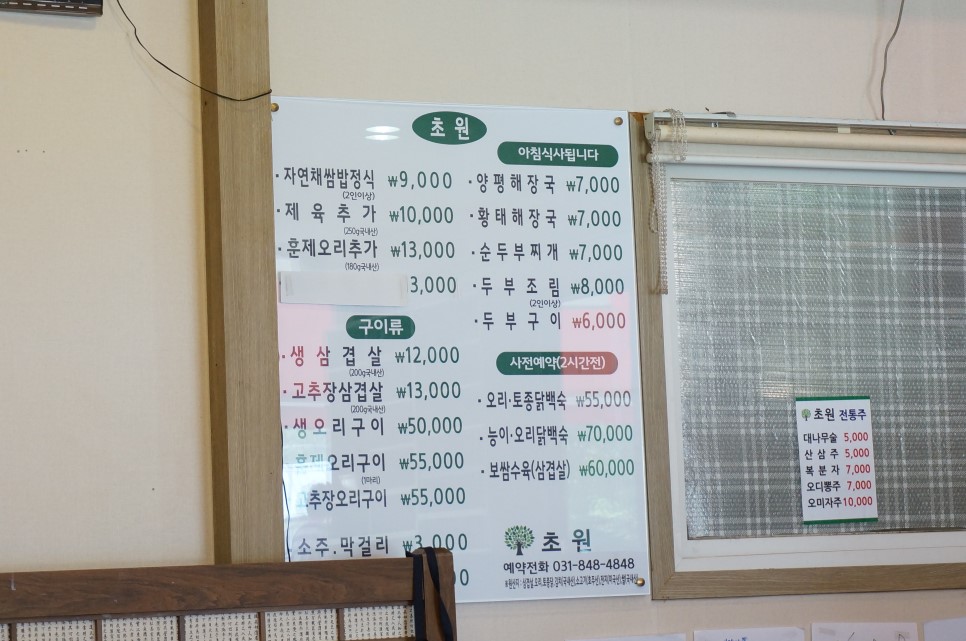 초원
·자연채쌈밥정식 ₩9,000
(2인이상)
·제육추가 ₩10,000
(250g국내산)
·훈제오리추가 ₩13,000
(180g국내산)
3,000
구이류
·생삼겹살 ₩12,000
(200g국내산)
·고추장삼겹살 ₩13,000
(200g국내산)
·생오리구이 ₩50,000
훈제오리구이 ₩55,000
(1마리)
고추장오리구이 ₩55,000
소주.막걸리 ₩3,000
아침식사됩니다
·양평해장국 ₩7,000
·황태해장국 ₩7,000
·순두부찌개 ₩7,000
·두부조림 ₩8,000
(2인이상)
·두부구이 ₩6,000
사전예약(2시간전)
·오리·토종닭백숙 ₩55,000
·능이·오리닭백숙 ₩70,000
·보쌈수육(삼겹살) ₩60,000
초원
예약전화 031-848-4848
초원 전통주
대나무술 5,000
산삼주 5,000
복분자 7,000
오디뽕주 7,000
오미자주 10,000